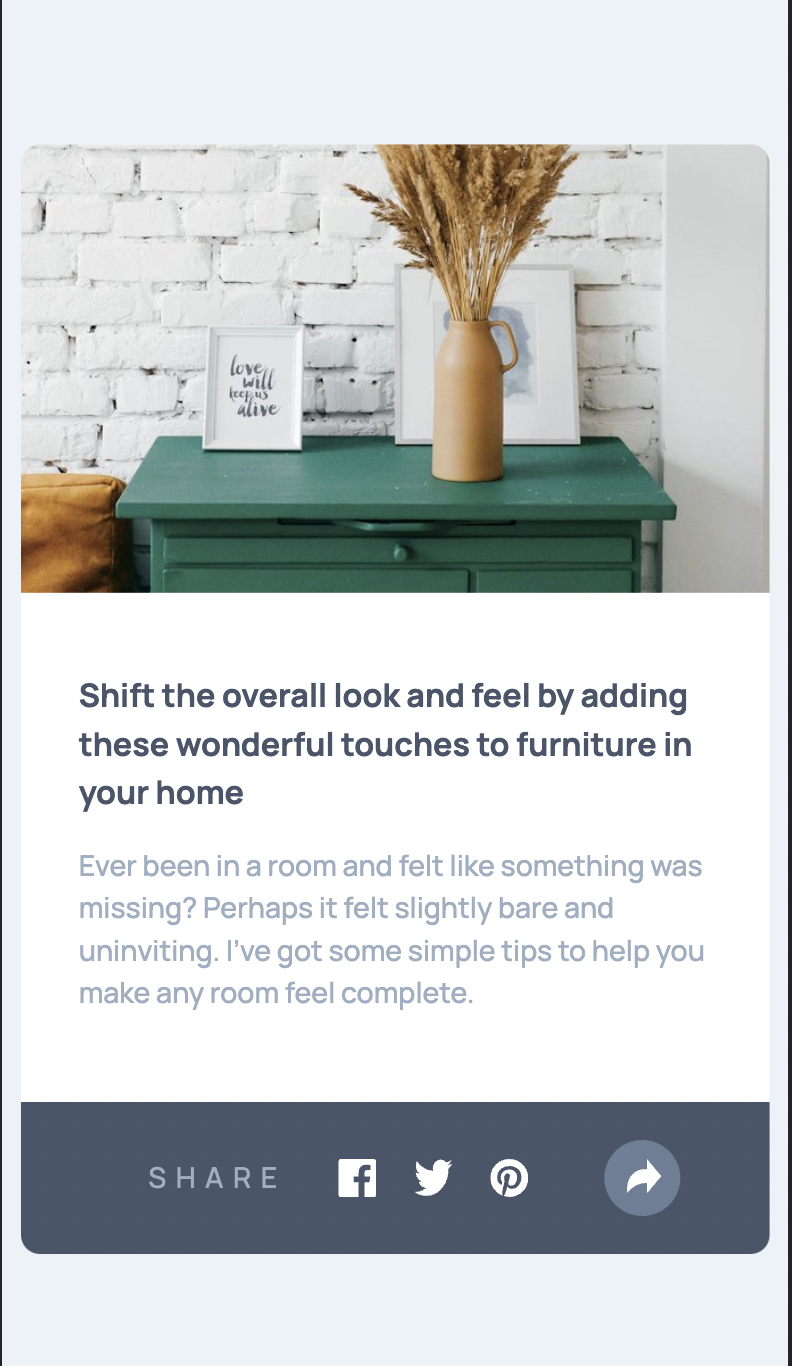 love
will
keep us
alive
Shift the overall look and feel by adding
these wonderful touches to furniture in
your home
Ever been in a room and felt like something was
missing? Perhaps it felt slightly bare and
uninviting. I’ve got some simple tips to help you
make any room feel complete.
SHARE